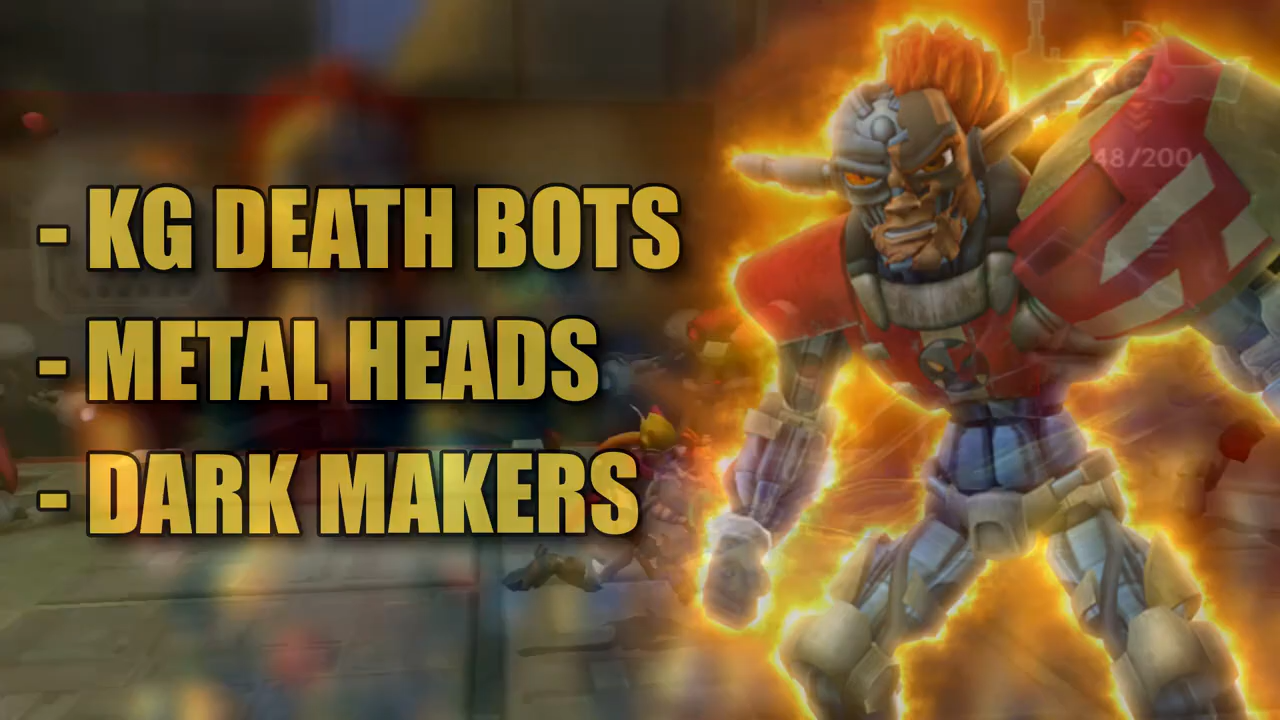 - KG DEATH BOTS
48/200
- METAL HEADS
- DARK MAKERS